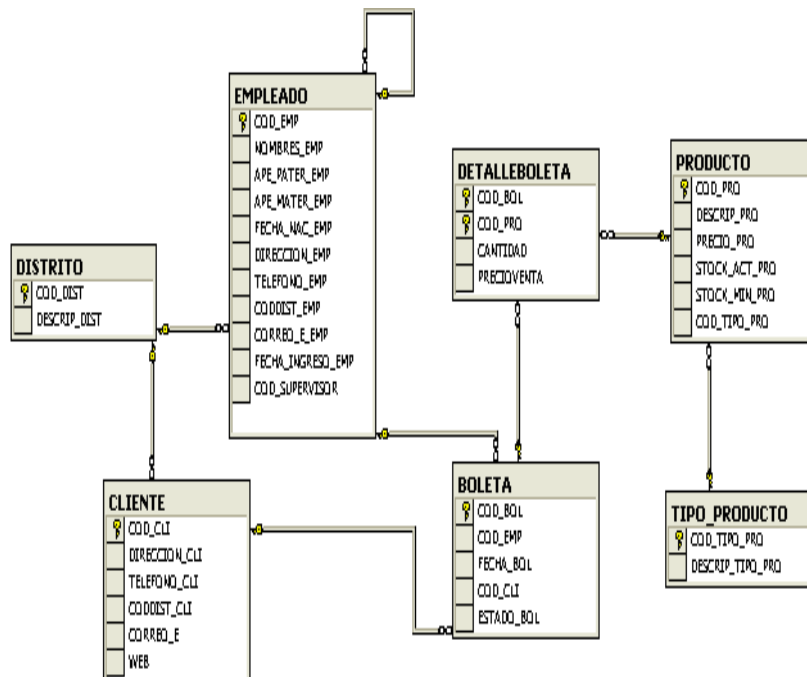 EMPLEADO
COD_EMP
NOMBRES_EMP
APE_PATER_EMP
APE_MATER_EMP
FECHA_NAC_EMP
DIRECCION_EMP
TELEFONO_EMP
CODDIST_EMP
CORREO_E_EMP
FECHA_INGRESO_EMP
COD_SUPERVISOR
DETALLEBOLETA
COD_BOL
COD_PRO
CANTIDAD
PRECIOVENTA
PRODUCTO
COD_PRO
DESCRIP_PRO
PRECIO_PRO
STOCK_ACT_PRO
STOCK_MIN_PRO
COD_TIPO_PRO
DISTRITO
COD_DIST
DESCRIP_DIST
CLIENTE
COD_CLI
DIRECCION_CLI
TELEFONO_CLI
CODDIST_CLI
CORREO_E
WEB
BOLETA
COD_BOL
COD_EMP
FECHA_BOL
COD_CLI
ESTADO_BOL
TIPO_PRODUCTO
COD_TIPO_PRO
DESCRIP_TIPO_PRO